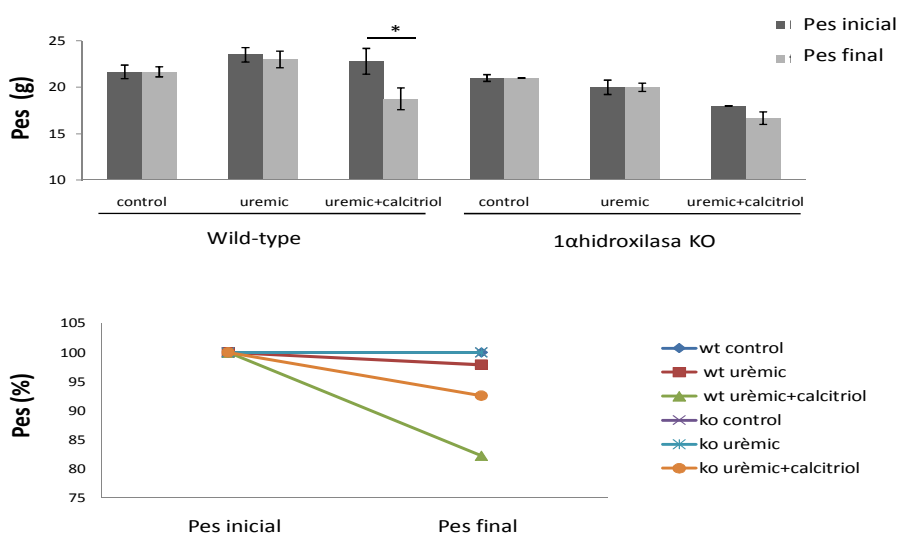 Pes inicial
Pes final
*
Pes (g)
25
20
15
10
control uremic uremic+calcitriol control uremic uremic+calcitriol
Wild-type 1αhidroxilasa KO
Pes (%)
105
100
95
90
85
80
75
Pes inicial Pes final
wt control
wt urèmic
wt urèmic+calcitriol
ko control
ko urèmic
ko urèmic+calcitriol